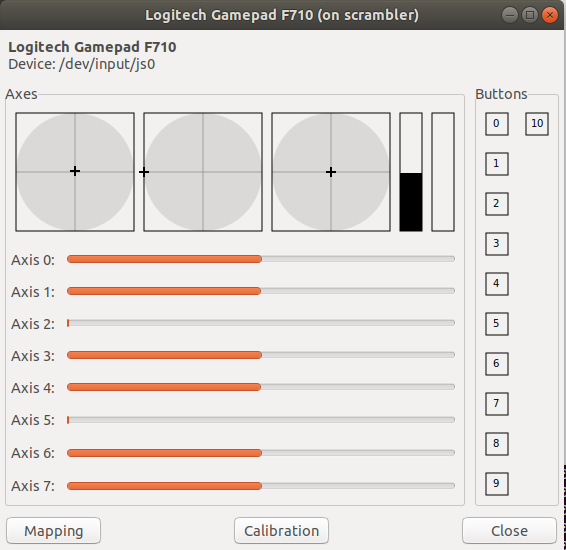 Logitech Gamepad F710 (on scrambler)
Logitech Gamepad F710
Device: /dev/input/js0
Axes
Axis 0:
Axis 1:
Axis 2:
Axis 3:
Axis 4:
Axis 5:
Axis 6:
Axis 7:
Buttons
0 10
1
2
3
4
5
6
7
8
9
Mapping
Calibration
Close